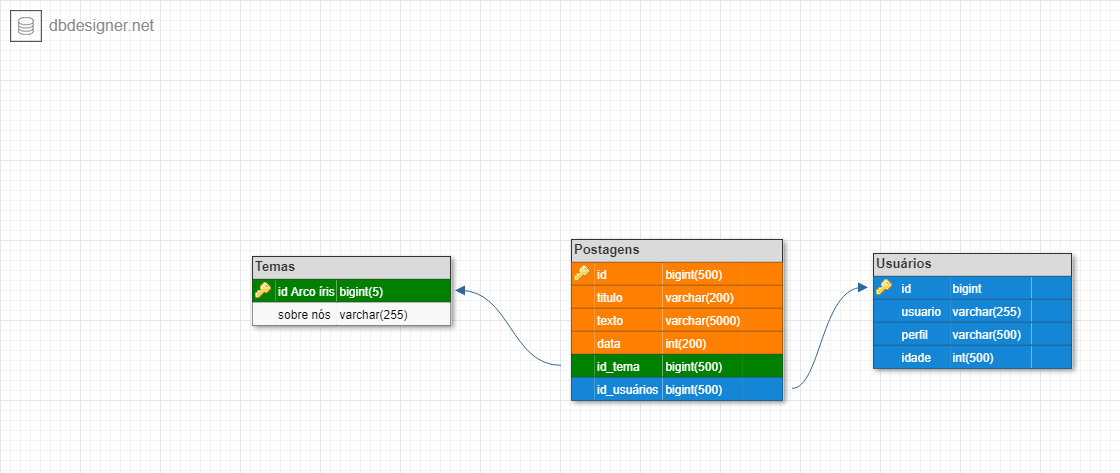 dbdesigner.net
Temas
id Arco íris bigint(5)
sobre nós varchar(255)
Postagens
id bigint(500)
titulo varchar(200)
texto varchar(5000)
data int(200)
id_tema bigint(500)
id_usuários bigint(500)
Usuários
id bigint
usuario varchar(255)
perfil varchar(500)
idade int(500)